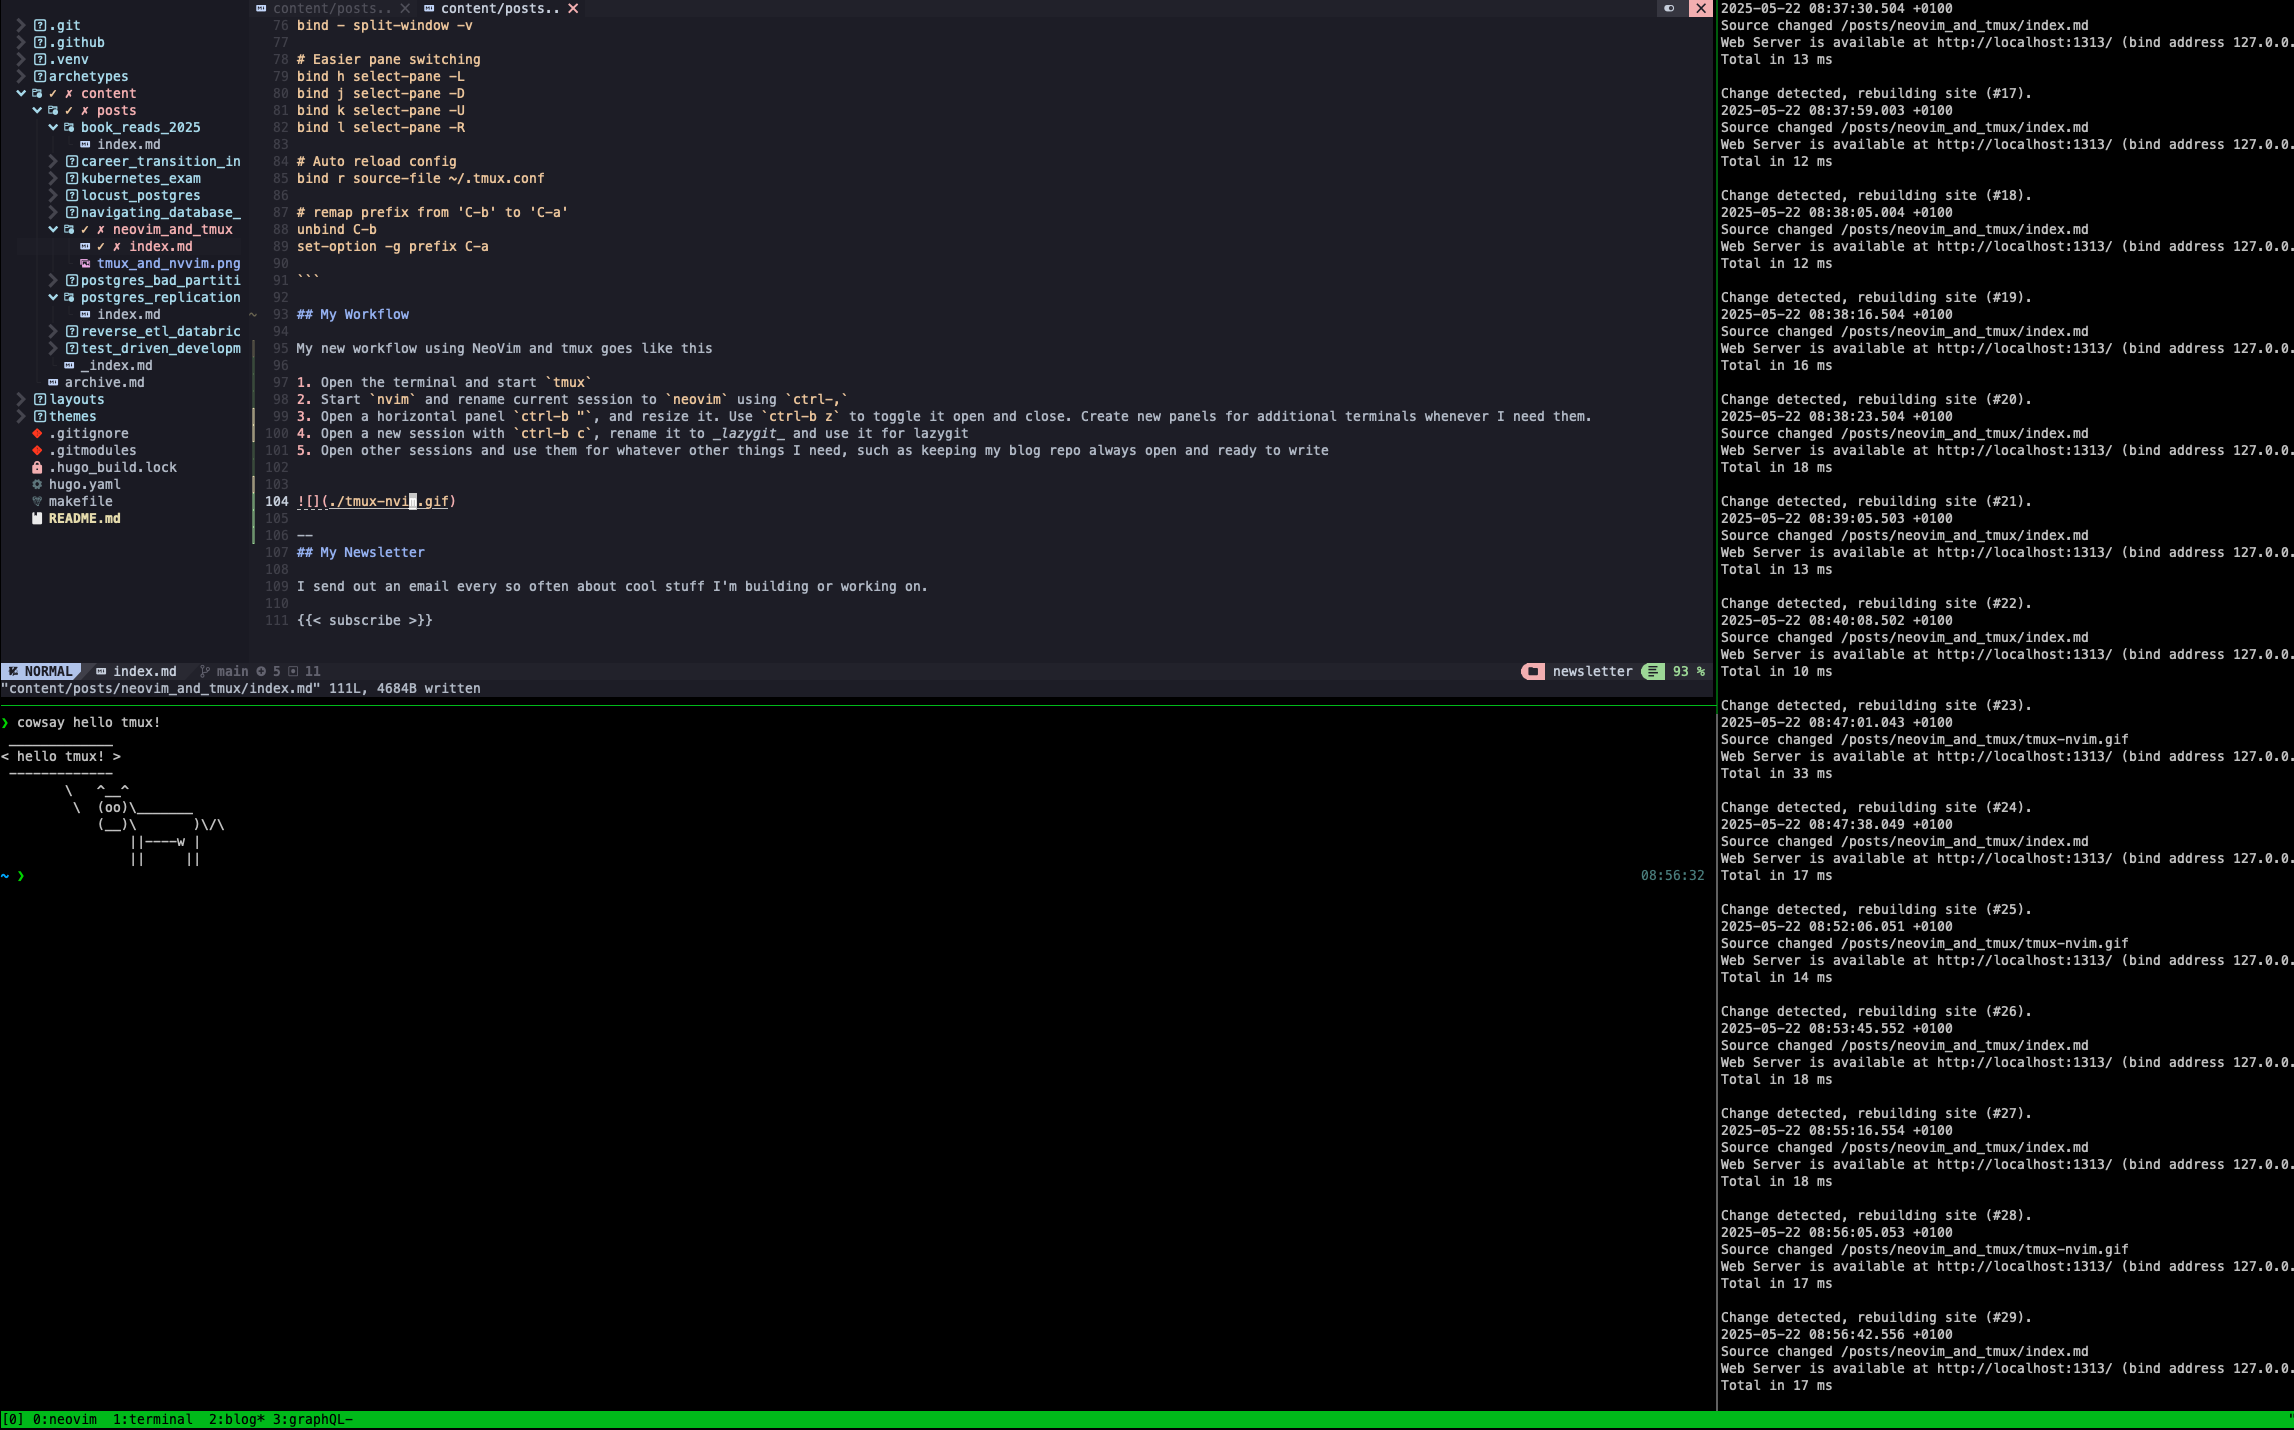 .git
.github
.venv
archetypes
✓ ✗ content
✓ ✗ posts
book_reads_2025
index.md
career_transition_in
kubernetes_exam
locust_postgres
navigating_database_
✓ ✗ neovim_and_tmux
✓ ✗ index.md
tmux_and_nvvim.png
postgres_bad_partiti
postgres_replication
index.md
reverse_etl_databric
test_driven_developm
_index.md
archive.md
layouts
themes
.gitignore
.gitmodules
.hugo_build.lock
hugo.yaml
makefile
README.md
content/posts.. ✕ content/posts.. ✕
76 bind - split-window -v
77
78 # Easier pane switching
79 bind h select-pane -L
80 bind j select-pane -D
81 bind k select-pane -U
82 bind l select-pane -R
83
84 # Auto reload config
85 bind r source-file ~/.tmux.conf
86
87 # remap prefix from 'C-b' to 'C-a'
88 unbind C-b
89 set-option -g prefix C-a
90
91 ```
92
~ 93 ## My Workflow
94
95 My new workflow using NeoVim and tmux goes like this
96
97 1. Open the terminal and start `tmux`
98 2. Start `nvim` and rename current session to `neovim` using `ctrl-,`
99 3. Open a horizontal panel `ctrl-b "`, and resize it. Use `ctrl-b z` to toggle it open and close. Create new panels for additional terminals whenever I need them.
100 4. Open a new session with `ctrl-b c`, rename it to _lazygit_ and use it for lazygit
101 5. Open other sessions and use them for whatever other things I need, such as keeping my blog repo always open and ready to write
102
103
104 ![](./tmux-nvim.gif)
105
106 --
107 ## My Newsletter
108
109 I send out an email every so often about cool stuff I'm building or working on.
110
111 {{< subscribe >}}
NORMAL index.md main 5 11 newsletter 93 %
"content/posts/neovim_and_tmux/index.md" 111L, 4684B written
❯ cowsay hello tmux!
 _____________
< hello tmux! >
 -------------
        \   ^__^
         \  (oo)\_______
            (__)\       )\/\
                ||----w |
                ||     ||
~ ❯ 08:56:32
2025-05-22 08:37:30.504 +0100
Source changed /posts/neovim_and_tmux/index.md
Web Server is available at http://localhost:1313/ (bind address 127.0.0.
Total in 13 ms
Change detected, rebuilding site (#17).
2025-05-22 08:37:59.003 +0100
Source changed /posts/neovim_and_tmux/index.md
Web Server is available at http://localhost:1313/ (bind address 127.0.0.
Total in 12 ms
Change detected, rebuilding site (#18).
2025-05-22 08:38:05.004 +0100
Source changed /posts/neovim_and_tmux/index.md
Web Server is available at http://localhost:1313/ (bind address 127.0.0.
Total in 12 ms
Change detected, rebuilding site (#19).
2025-05-22 08:38:16.504 +0100
Source changed /posts/neovim_and_tmux/index.md
Web Server is available at http://localhost:1313/ (bind address 127.0.0.
Total in 16 ms
Change detected, rebuilding site (#20).
2025-05-22 08:38:23.504 +0100
Source changed /posts/neovim_and_tmux/index.md
Web Server is available at http://localhost:1313/ (bind address 127.0.0.
Total in 18 ms
Change detected, rebuilding site (#21).
2025-05-22 08:39:05.503 +0100
Source changed /posts/neovim_and_tmux/index.md
Web Server is available at http://localhost:1313/ (bind address 127.0.0.
Total in 13 ms
Change detected, rebuilding site (#22).
2025-05-22 08:40:08.502 +0100
Source changed /posts/neovim_and_tmux/index.md
Web Server is available at http://localhost:1313/ (bind address 127.0.0.
Total in 10 ms
Change detected, rebuilding site (#23).
2025-05-22 08:47:01.043 +0100
Source changed /posts/neovim_and_tmux/tmux-nvim.gif
Web Server is available at http://localhost:1313/ (bind address 127.0.0.
Total in 33 ms
Change detected, rebuilding site (#24).
2025-05-22 08:47:38.049 +0100
Source changed /posts/neovim_and_tmux/index.md
Web Server is available at http://localhost:1313/ (bind address 127.0.0.
Total in 17 ms
Change detected, rebuilding site (#25).
2025-05-22 08:52:06.051 +0100
Source changed /posts/neovim_and_tmux/tmux-nvim.gif
Web Server is available at http://localhost:1313/ (bind address 127.0.0.
Total in 14 ms
Change detected, rebuilding site (#26).
2025-05-22 08:53:45.552 +0100
Source changed /posts/neovim_and_tmux/index.md
Web Server is available at http://localhost:1313/ (bind address 127.0.0.
Total in 18 ms
Change detected, rebuilding site (#27).
2025-05-22 08:55:16.554 +0100
Source changed /posts/neovim_and_tmux/index.md
Web Server is available at http://localhost:1313/ (bind address 127.0.0.
Total in 18 ms
Change detected, rebuilding site (#28).
2025-05-22 08:56:05.053 +0100
Source changed /posts/neovim_and_tmux/tmux-nvim.gif
Web Server is available at http://localhost:1313/ (bind address 127.0.0.
Total in 17 ms
Change detected, rebuilding site (#29).
2025-05-22 08:56:42.556 +0100
Source changed /posts/neovim_and_tmux/index.md
Web Server is available at http://localhost:1313/ (bind address 127.0.0.
Total in 17 ms
[0] 0:neovim 1:terminal 2:blog* 3:graphQL- "